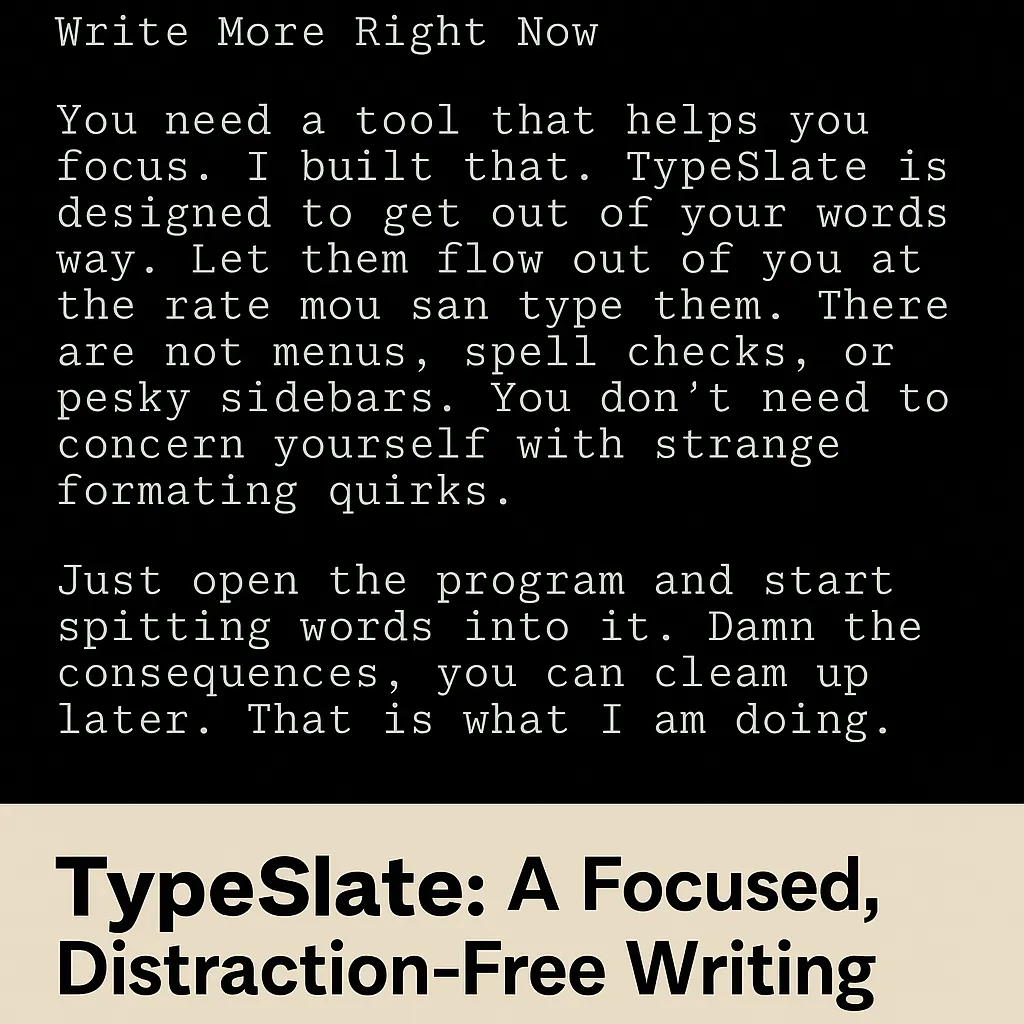 Write More Right Now
You need a tool that helps you
focus. I built that. TypeSlate is
designed to get out of your words
way. Let them flow out of you at
the rate mou san type them. There
are not menus, spell checks, or
pesky sidebars. You don’t need to
concern yourself with strange
formating quirks.
Just open the program and start
spitting words into it. Damn the
consequences, you can cleam up
later. That is what I am doing.
TypeSlate: A Focused,
Distraction-Free Writing